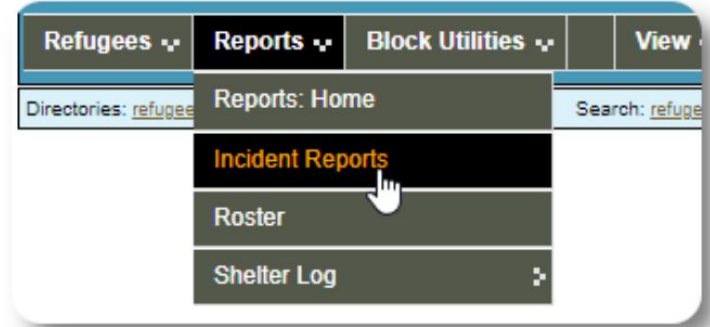 Refugees Reports Block Utilities View
Directories: refugee Search: refuge
Reports: Home
Incident Reports
Roster
Shelter Log